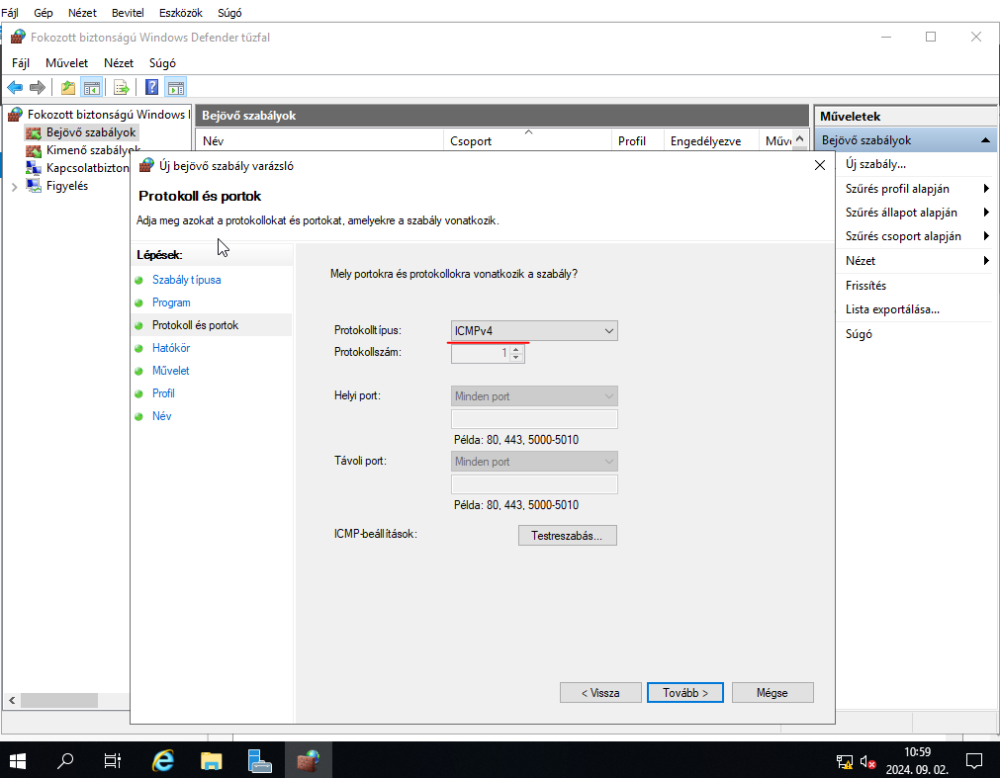 Fájl Gép Nézet Bevitel Eszközök Súgó
Fokozott biztonságú Windows Defender tűzfal
Fájl Művelet Nézet Súgó
Fokozott biztonságú Windows
Bejövő szabályok
Kimenő szabályok
Kapcsolatbizton
Figyelés
Bejövő szabályok
Név Csoport Profil Engedélyezve Műv
Műveletek
Bejövő szabályok
Új szabály...
Szűrés profil alapján
Szűrés állapot alapján
Szűrés csoport alapján
Nézet
Frissítés
Lista exportálása...
Súgó
Új bejövő szabály varázsló
Protokoll és portok
Adja meg azokat a protokollokat és portokat, amelyekre a szabály vonatkozik.
Lépések:
Szabály típusa
Program
Protokoll és portok
Hatókör
Művelet
Profil
Név
Mely portokra és protokollokra vonatkozik a szabály?
Protokolltípus: ICMPv4
Protokollszám: 1
Helyi port: Minden port
Példa: 80, 443, 5000-5010
Távoli port: Minden port
Példa: 80, 443, 5000-5010
ICMP-beállítások: Testreszabás...
< Vissza Tovább > Mégse
10:59
2024. 09. 02.